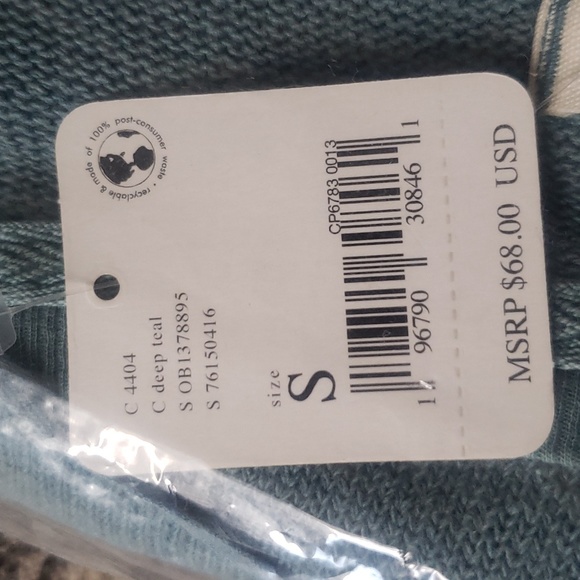 100% post-consumer waste • recyclable & made of
C 4404
C deep teal
S OB1378895
S 76150416
size
S
CP6783 0013
1 96790 30846 1
MSRP $68.00 USD